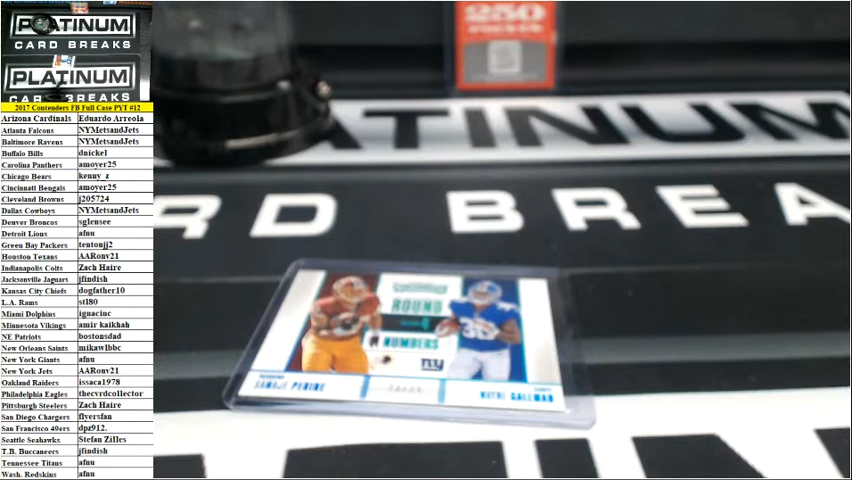 PLATINUM
CARD BREAKS
PLATINUM
2017 Contenders FB Full Case PYT #12
Arizona Cardinals Eduardo Arreola
Atlanta Falcons NYMetsandJets
Baltimore Ravens NYMetsandJets
Buffalo Bills dnickel
Carolina Panthers amoyer25
Chicago Bears kenny_z
Cincinnati Bengals amoyer25
Cleveland Browns j205724
Dallas Cowboys NYMetsandJets
Denver Broncos sglensee
Detroit Lions afnu
Green Bay Packers tentonjj2
Houston Texans AARonv21
Indianapolis Colts Zach Haire
Jacksonville Jaguars jfindish
Kansas City Chiefs dogfather10
L.A. Rams stl80
Miami Dolphins ignacinc
Minnesota Vikings amir kaikhah
NE Patriots bostonsdad
New Orleans Saints mikawlbbc
New York Giants afnu
New York Jets AARonv21
Oakland Raiders issaca1978
Philadelphia Eagles thecvrdcollector
Pittsburgh Steelers Zach Haire
San Diego Chargers flyersfan
San Francisco 49ers dpz912.
Seattle Seahawks Stefan Zilles
T.B. Buccaneers jfindish
Tennessee Titans afnu
Wash. Redskins afnu
250
ATINUM
RD BREA
ROUND
NUMBERS
NY
SAMAJE PERINE
WAYNE GALLMAN